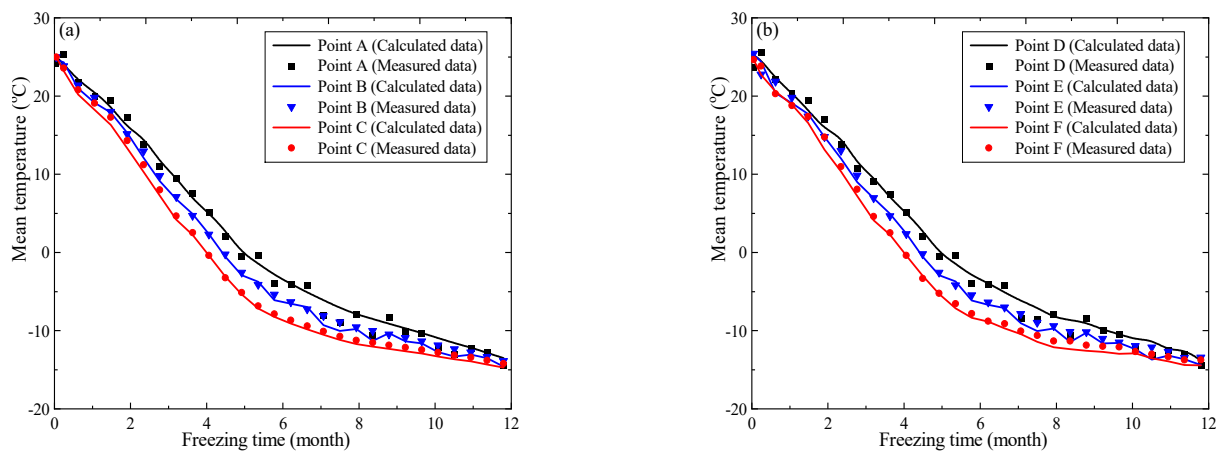 (a)
Mean temperature (°C)
30
20
10
0
-10
-20
Point A (Calculated data)
Point A (Measured data)
Point B (Calculated data)
Point B (Measured data)
Point C (Calculated data)
Point C (Measured data)
0 2 4 6 8 10 12
Freezing time (month)
(b)
Mean temperature (°C)
30
20
10
0
-10
-20
Point D (Calculated data)
Point D (Measured data)
Point E (Calculated data)
Point E (Measured data)
Point F (Calculated data)
Point F (Measured data)
0 2 4 6 8 10 12
Freezing time (month)